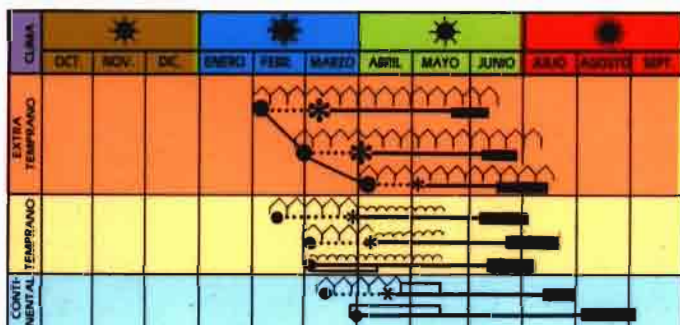 CLIMA
OCT. NOV. DIC. ENERO FEBR. MARZO ABRIL MAYO JUNIO JULIO AGOSTO SEPT.
EXTRA
TEMPRANO
TEMPRANO
CONTI-
NENTAL